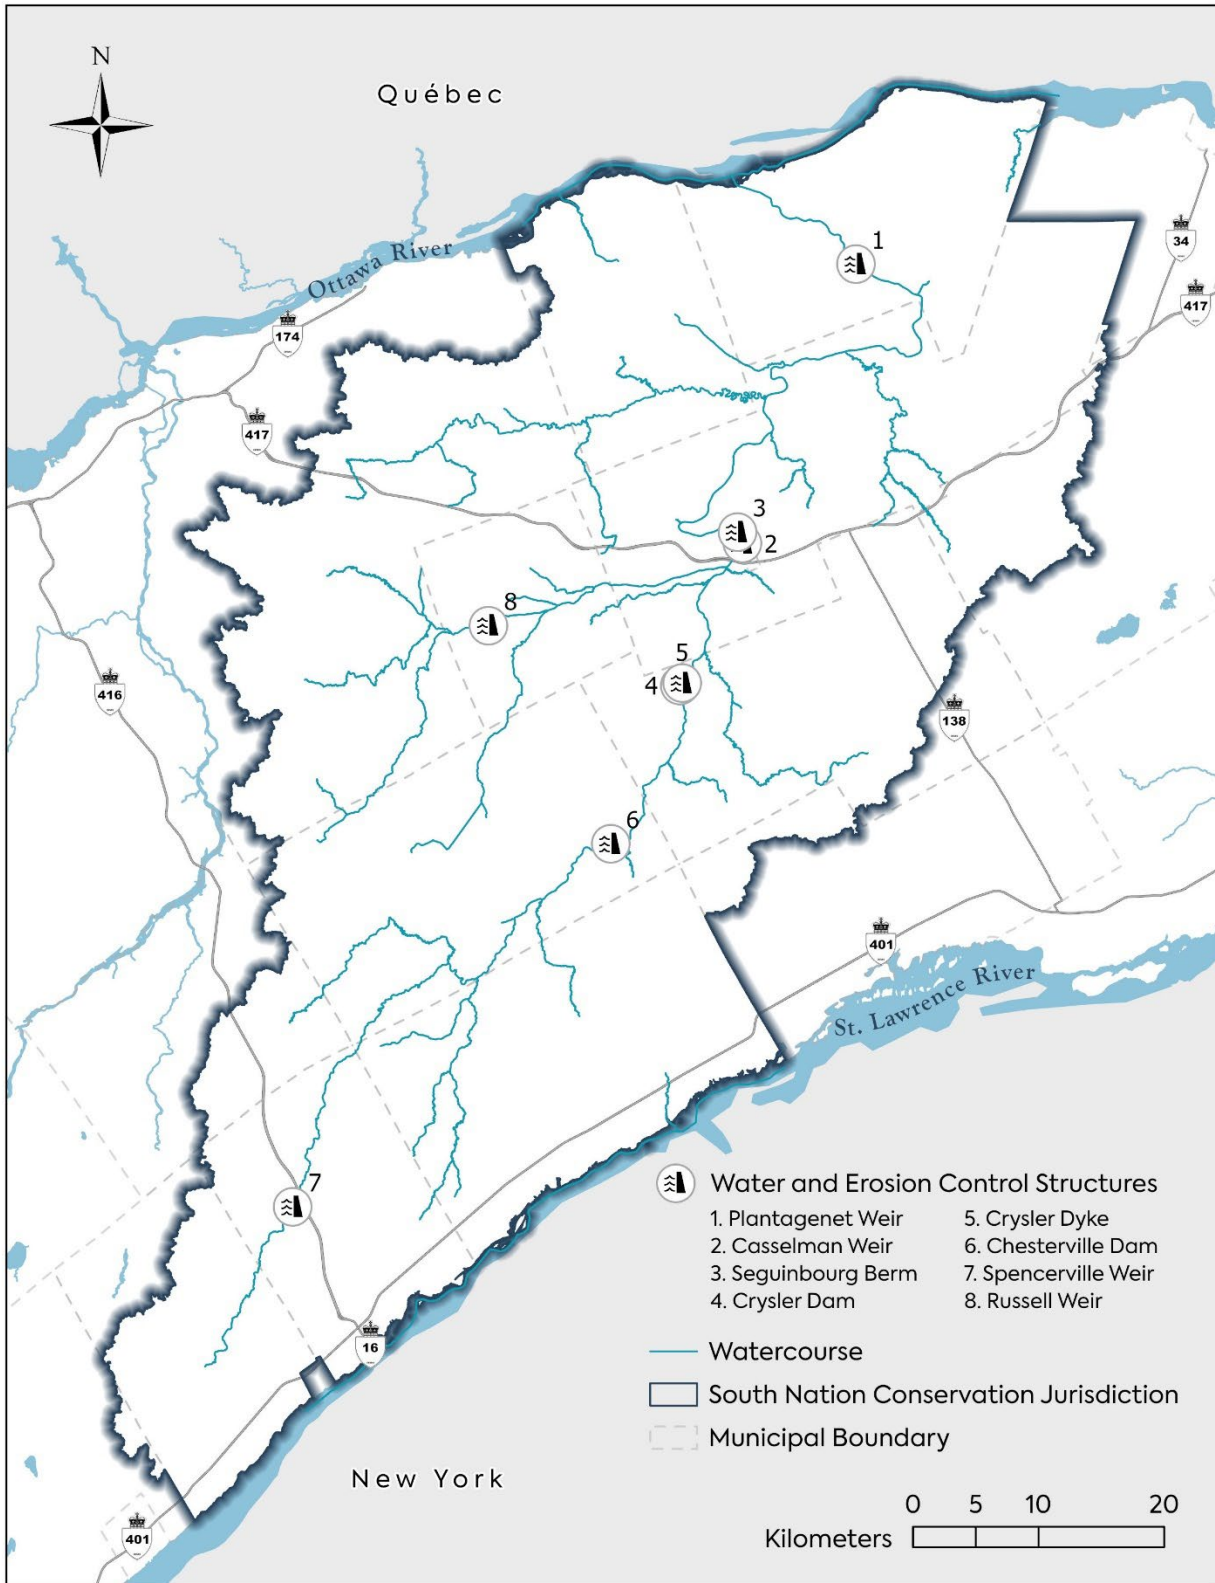 N
Québec
1
34
Ottawa River
417
174
417
3
2
8
5
4
416
138
6
401
St. Lawrence River
7
Water and Erosion Control Structures
1. Plantagenet Weir
2. Casselman Weir
3. Seguinbourg Berm
4. Crysler Dam
5. Crysler Dyke
6. Chesterville Dam
7. Spencerville Weir
8. Russell Weir
16
Watercourse
South Nation Conservation Jurisdiction
Municipal Boundary
New York
0 5 10 20
Kilometers
401